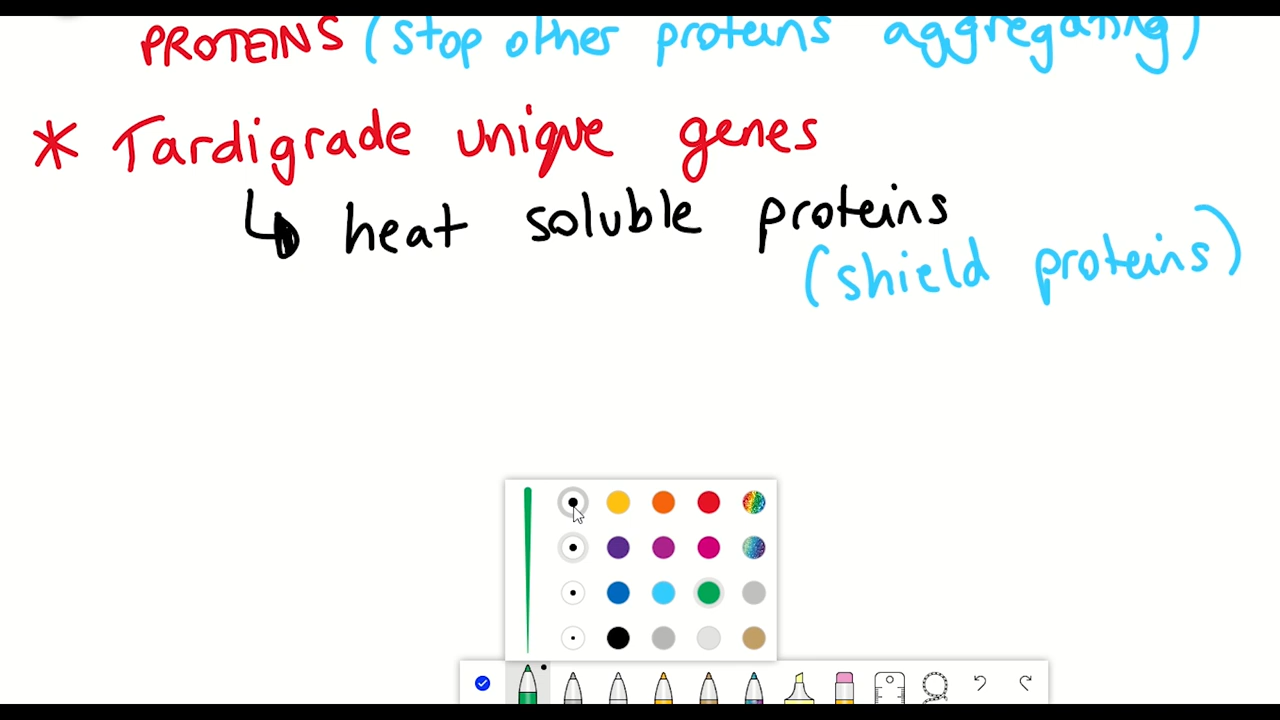 PROTEINS (stop other proteins aggregating)
* Tardigrade unique genes
↳ heat soluble proteins
(shield proteins)